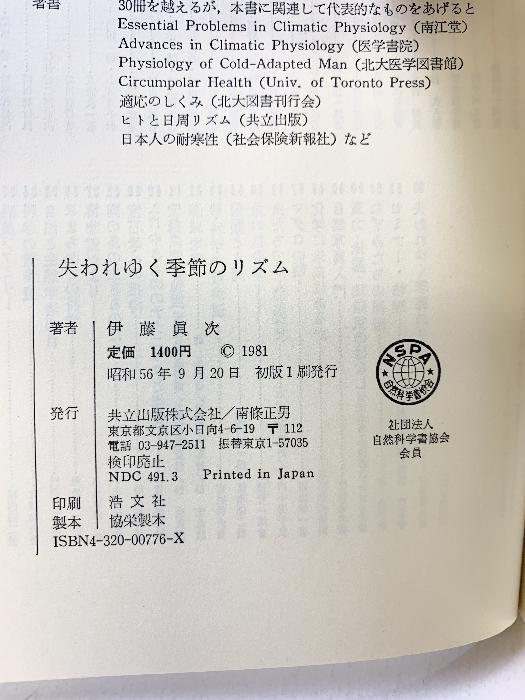 著書 30冊を越えるが，本書に関連して代表的なものをあげると
Essential Problems in Climatic Physiology (南江堂)
Advances in Climatic Physiology (医学書院)
Physiology of Cold-Adapted Man (北大医学図書館)
Circumpolar Health (Univ. of Toronto Press)
適応のしくみ (北大図書刊行会)
ヒトと日周リズム (共立出版)
日本人の耐寒性 (社会保険新報社) など
失われゆく季節のリズム
著者 伊藤眞次
定価 1400円 © 1981
昭和56年9月20日 初版1刷発行
発行 共立出版株式会社/南條正男
東京都文京区小日向4-6-19 〒112
電話 03-947-2511 振替東京1-57035
検印廃止
NDC 491.3 Printed in Japan
印刷 浩文社
製本 協栄製本
ISBN4-320-00776-X
NSPA
自然科学書協会
社団法人
自然科学書協会
会員